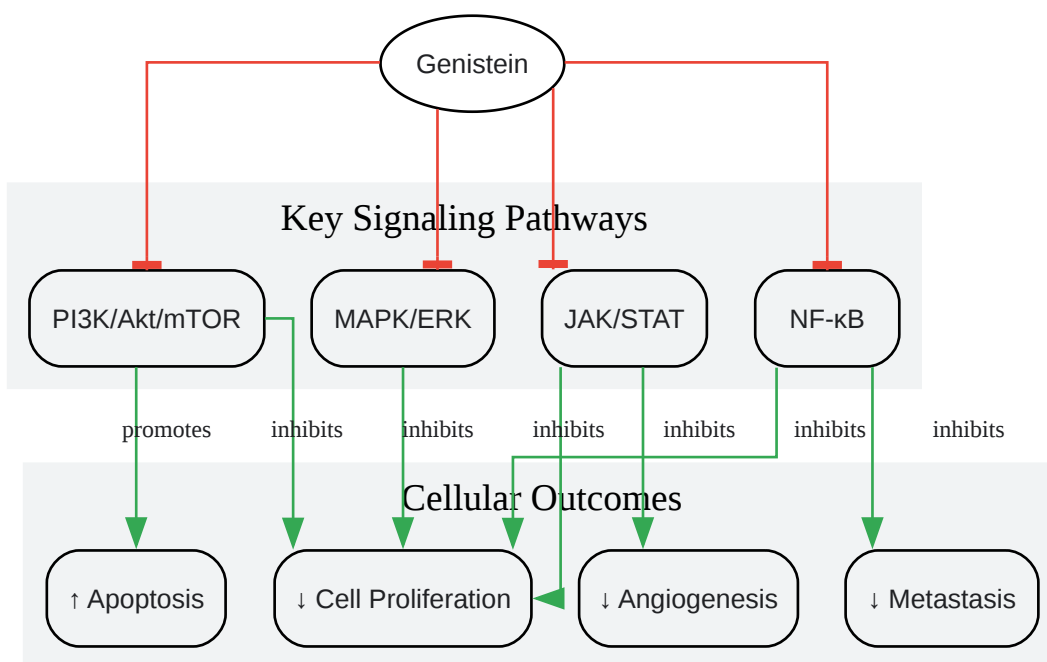 Genistein
Key Signaling Pathways
PI3K/Akt/mTOR
MAPK/ERK
JAK/STAT
NF-κB
promotes
inhibits
inhibits
inhibits
inhibits
inhibits
inhibits
Cellular Outcomes
↑ Apoptosis
↓ Cell Proliferation
↓ Angiogenesis
↓ Metastasis